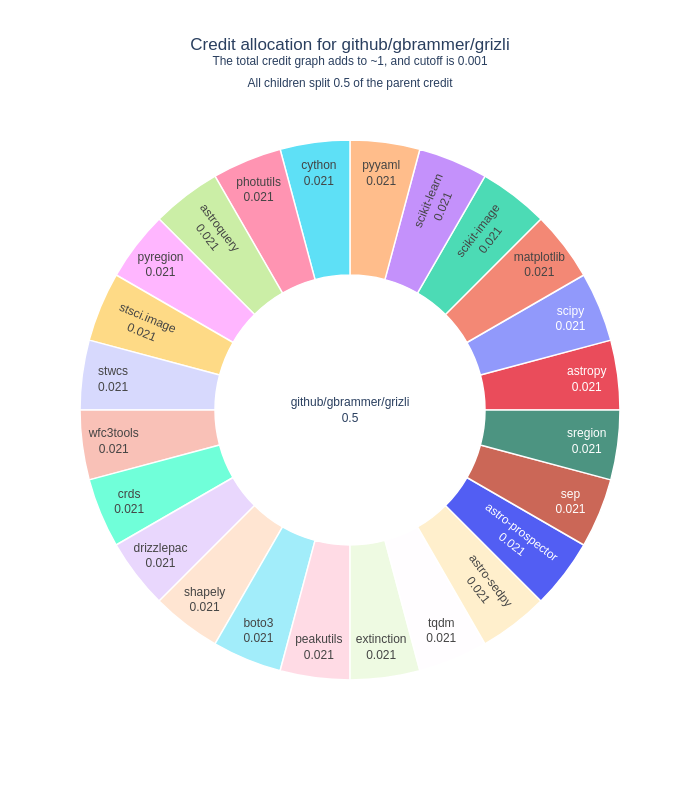 Credit allocation for github/gbrammer/grizli
The total credit graph adds to ~1, and cutoff is 0.001
All children split 0.5 of the parent credit
github/gbrammer/grizli
0.5
pyyaml
0.021
scikit-learn
0.021
scikit-image
0.021
matplotlib
0.021
scipy
0.021
astropy
0.021
sregion
0.021
sep
0.021
astro-prospector
0.021
astro-sedpy
0.021
tqdm
0.021
extinction
0.021
peakutils
0.021
boto3
0.021
shapely
0.021
drizzlepac
0.021
crds
0.021
wfc3tools
0.021
stwcs
0.021
stsci.image
0.021
pyregion
0.021
astroquery
0.021
photutils
0.021
cython
0.021